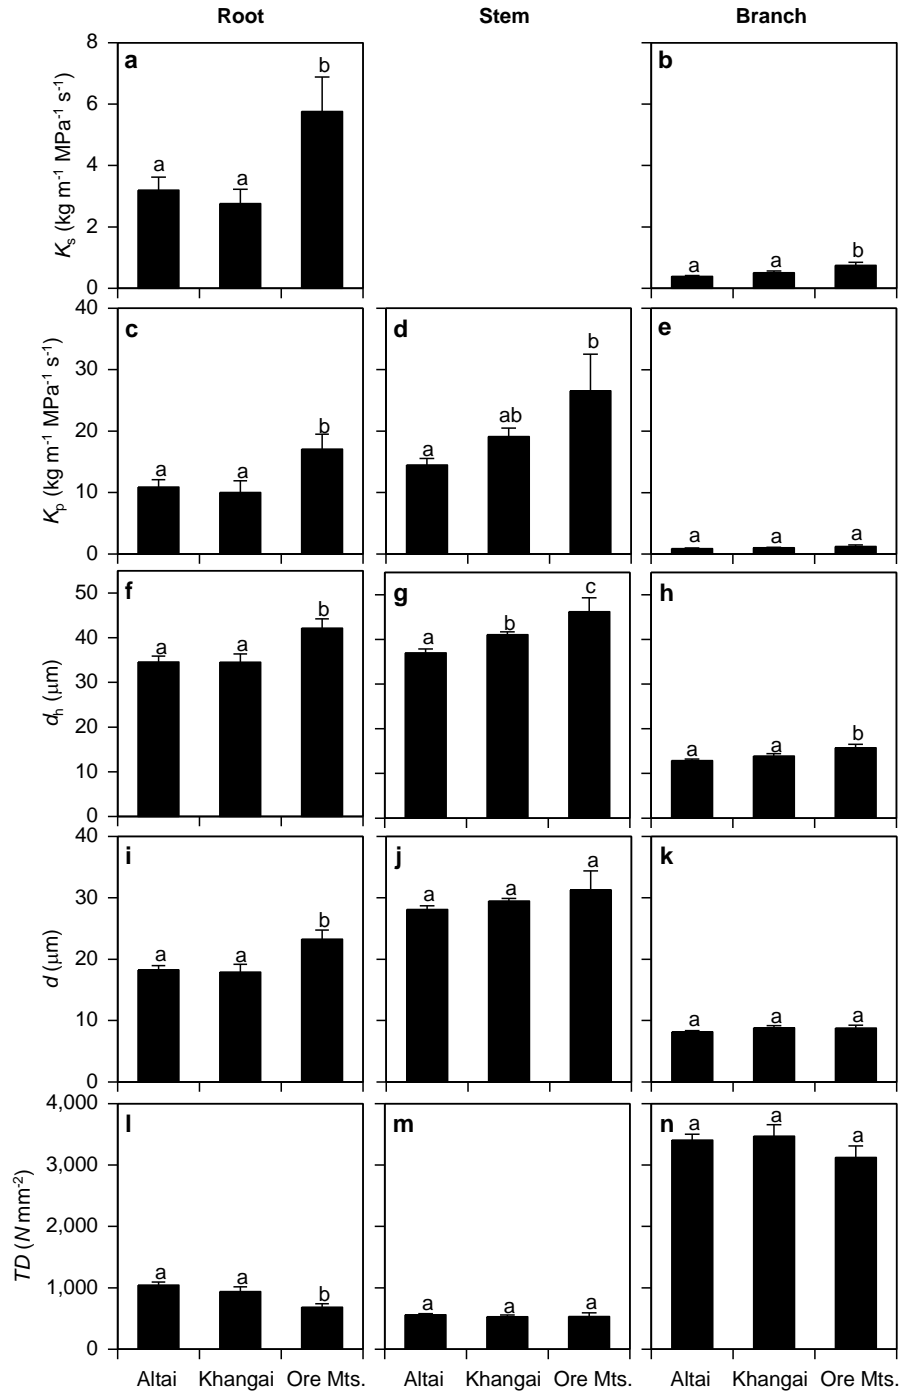 Root Stem Branch
a
b
8
6
4
2
0
Ks (kg m-1 MPa-1 s-1)
a a b
a a b
c
d
e
40
30
20
10
0
Kp (kg m-1 MPa-1 s-1)
a a b
a ab b
a a a
f
g
h
50
40
30
20
10
0
dh (μm)
a a b
a b c
a a b
i
j
k
40
30
20
10
0
d (μm)
a a b
a a a
a a a
l
m
n
4,000
3,000
2,000
1,000
0
TD (N mm-2)
a a b
a a a
a a a
Altai Khangai Ore Mts. Altai Khangai Ore Mts. Altai Khangai Ore Mts.